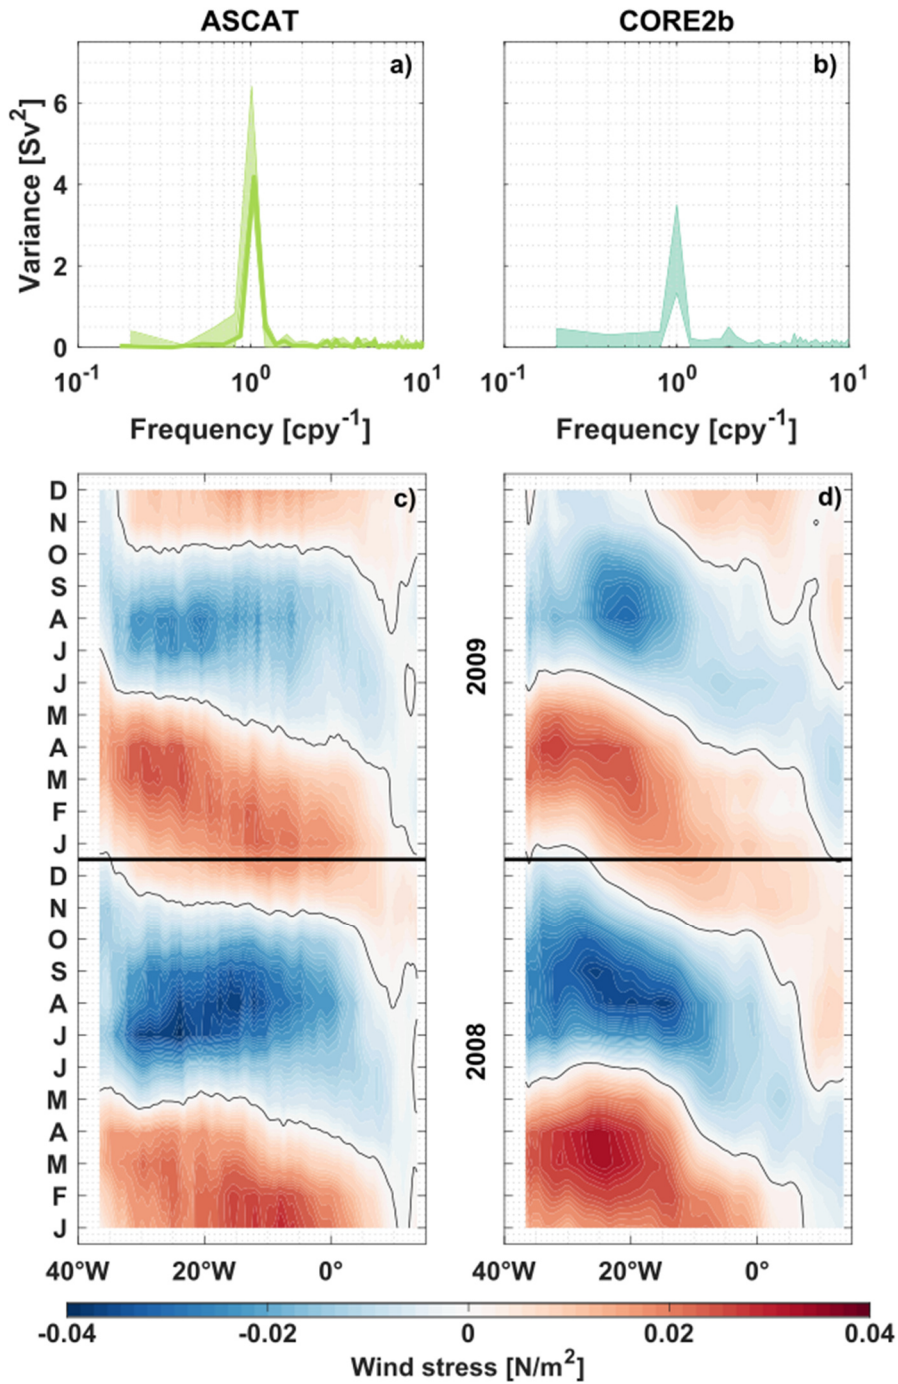 ASCAT
CORE2b
a)
b)
Variance [Sv²]
6
4
2
0
10⁻¹
10⁰
10¹
10⁻¹
10⁰
10¹
Frequency [cpy⁻¹]
Frequency [cpy⁻¹]
c)
d)
D
N
O
S
A
J
J
M
A
M
F
J
D
N
O
S
A
J
J
M
A
M
F
J
2009
2008
40°W
20°W
0°
40°W
20°W
0°
-0.04
-0.02
0
0.02
0.04
Wind stress [N/m²]